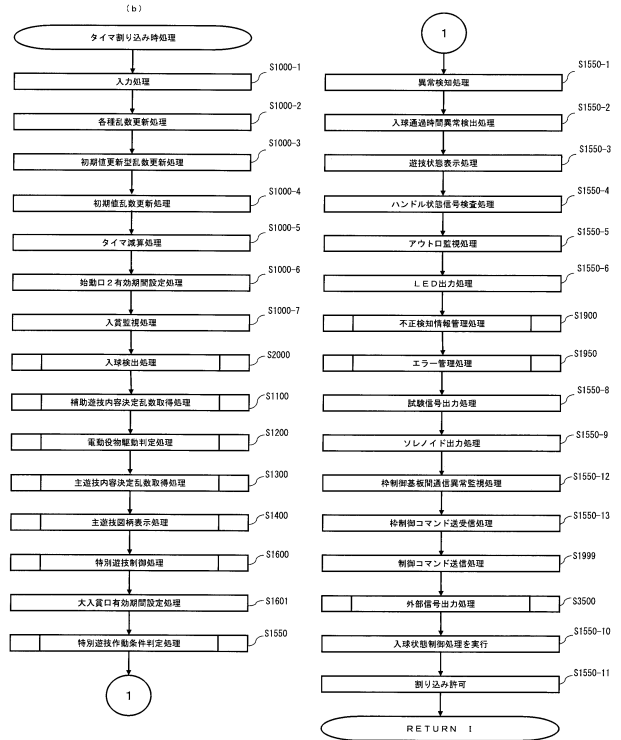 (b)
タイマ割り込み時処理
S1000-1
入力処理
S1000-2
各種乱数更新処理
S1000-3
初期値更新型乱数更新処理
S1000-4
初期値乱数更新処理
S1000-5
タイマ減算処理
S1000-6
始動口2有効期間設定処理
S1000-7
入賞監視処理
S2000
入球検出処理
S1100
補助遊技内容決定乱数取得処理
S1200
電動役物駆動判定処理
S1300
主遊技内容決定乱数取得処理
S1400
主遊技図柄表示処理
S1600
特別遊技制御処理
S1601
大入賞口有効期間設定処理
S1550
特別遊技作動条件判定処理
1
1
S1550-1
異常検知処理
S1550-2
入球通過時間異常検出処理
S1550-3
遊技状態表示処理
S1550-4
ハンドル状態信号検査処理
S1550-5
アウト口監視処理
S1550-6
LED出力処理
S1900
不正検知情報管理処理
S1950
エラー管理処理
S1550-8
試験信号出力処理
S1550-9
ソレノイド出力処理
S1550-12
枠制御基板間通信異常監視処理
S1550-13
枠制御コマンド送受信処理
S1999
制御コマンド送信処理
S3500
外部信号出力処理
S1550-10
入球状態制御処理を実行
S1550-11
割り込み許可
RETURN I